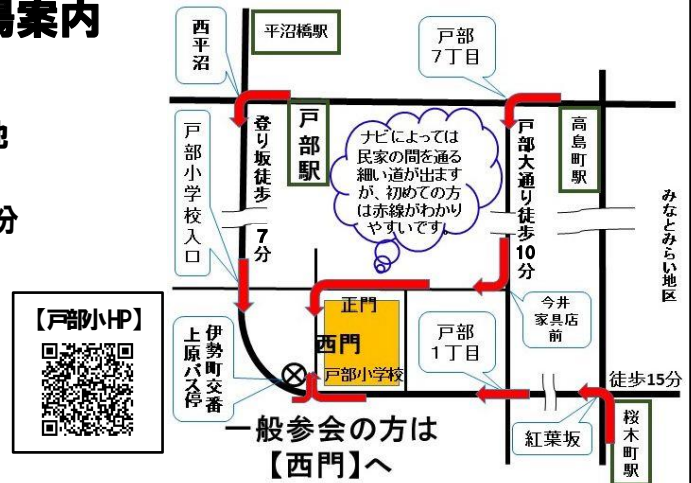 場案内
地
分
【戸部小HP】
西平沼
平沼橋駅
戸部
7丁目
戸部駅
登り坂徒歩 7分
戸部小学校入口
ナビによっては
民家の間を通る
細い道が出ます
が、初めての方
は赤線がわかり
やすいです。
戸部大通り徒歩10分
高島町駅
みなとみらい地区
正門
西門
戸部小学校
今井
家具店
前
伊勢町交番
上原バス停
戸部
1丁目
徒歩15分
紅葉坂
桜木町駅
一般参会の方は
【西門】へ